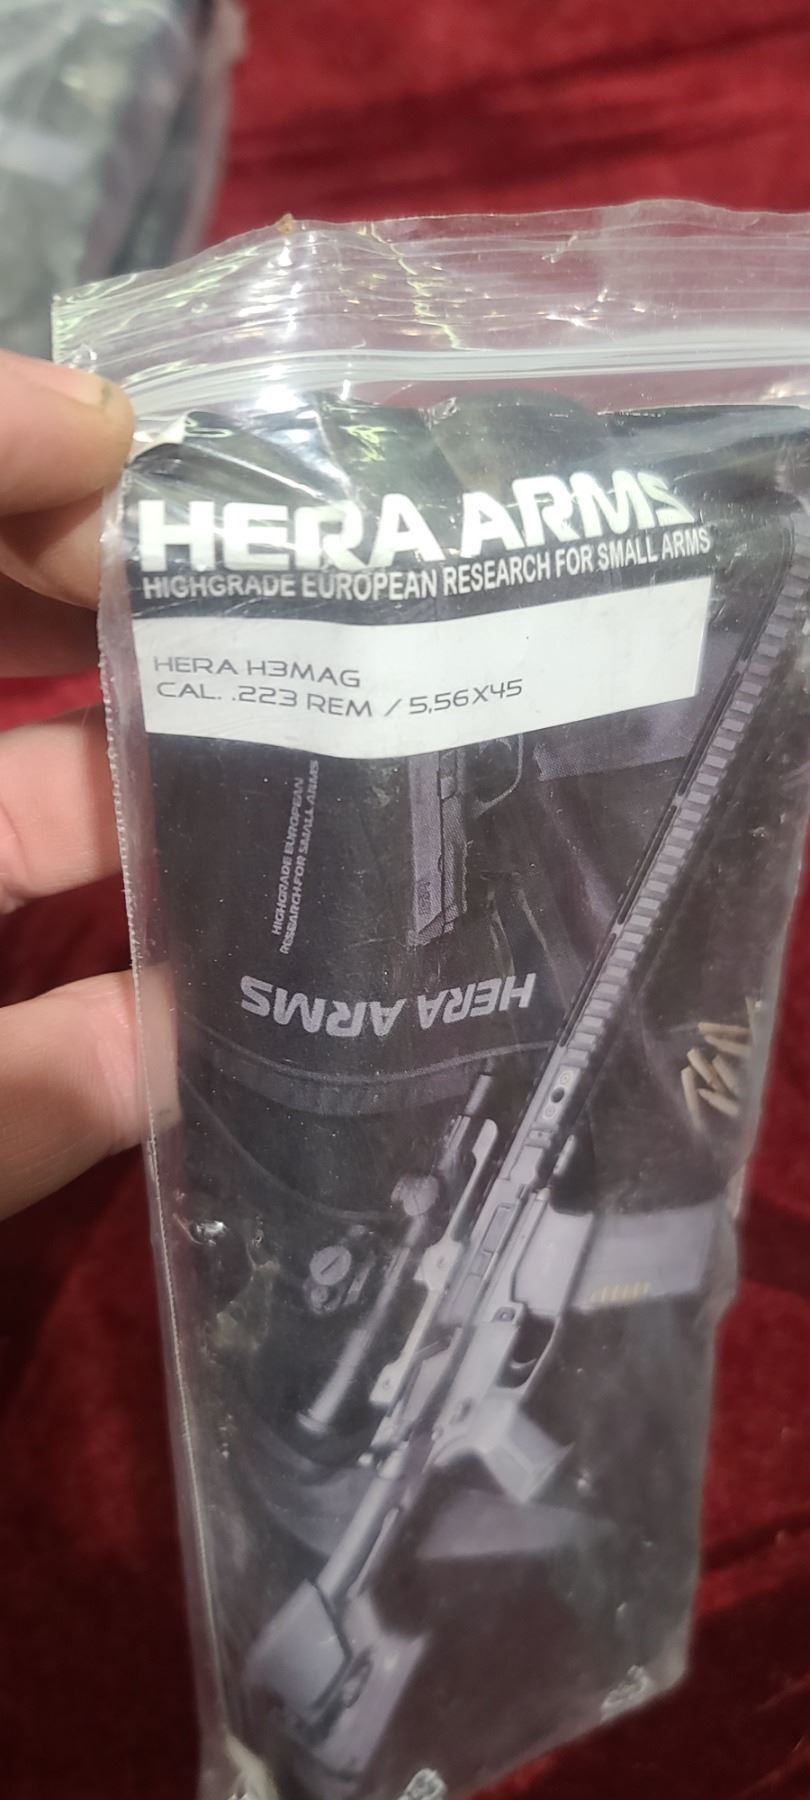 HERA ARMS
HIGHGRADE EUROPEAN RESEARCH FOR SMALL ARMS
HERA H3MAG
CAL. .223 REM / 5,56X45
HIGHGRADE EUROPEAN
RESEARCH FOR SMALL ARMS
HERA ARMS